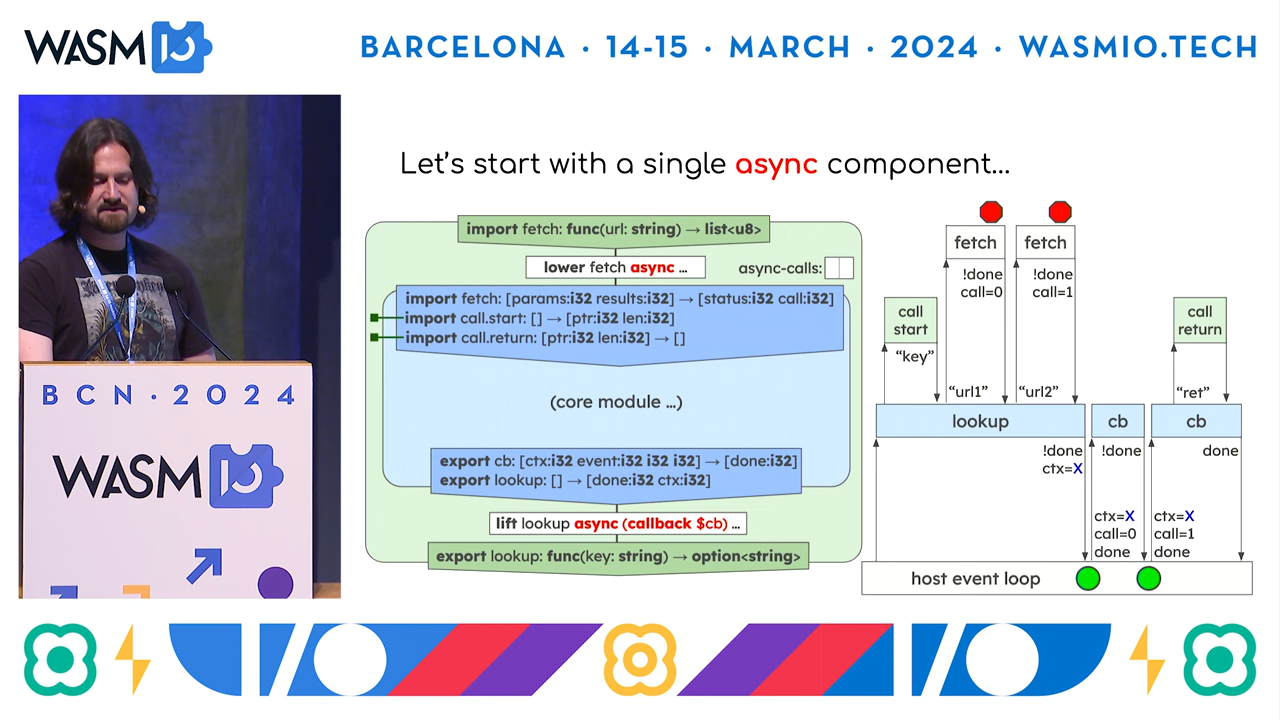 WASM IO
BARCELONA · 14-15 · MARCH · 2024 · WASMIO.TECH
Let's start with a single async component...
import fetch: func(url: string) → list<u8>
lower fetch async ...
async-calls:
import fetch: [params:i32 results:i32] → [status:i32 call:i32]
import call.start: [] → [ptr:i32 len:i32]
import call.return: [ptr:i32 len:i32] → []
(core module ...)
export cb: [ctx:i32 event:i32 i32 i32] → [done:i32]
export lookup: [] → [done:i32 ctx:i32]
lift lookup async (callback $cb) ...
export lookup: func(key: string) → option<string>
fetch
fetch
!done
call=0
!done
call=1
call
start
call
return
"key"
"url1"
"url2"
"ret"
lookup
cb
cb
!done
ctx=X
!done
done
ctx=X
call=0
done
ctx=X
call=1
done
host event loop
BCN·2024
WASM IO
I/O
I/O